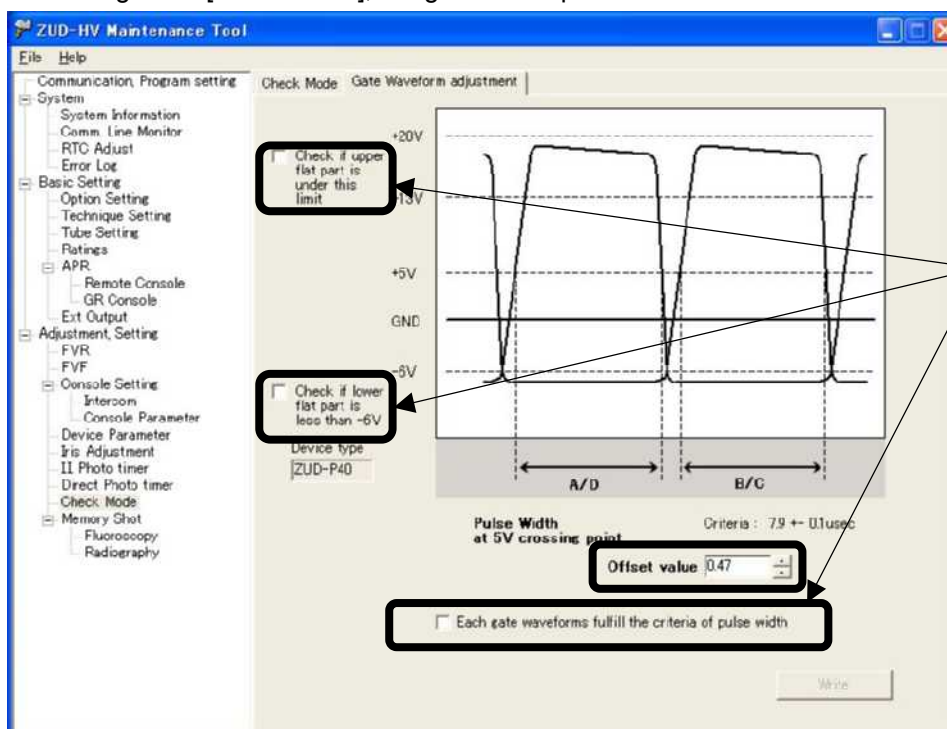 ZUD-HV Maintenance Tool
File Help
Communication, Program setting
System
System Information
Comm. Line Monitor
RTC Adjust
Error Log
Basic Setting
Option Setting
Technique Setting
Tube Setting
Ratings
APR
Remote Console
GR Console
Ext Output
Adjustment, Setting
FVR
FVF
Console Setting
Intercom
Console Parameter
Device Parameter
Iris Adjustment
II Photo timer
Direct Photo timer
Check Mode
Memory Shot
Fluoroscopy
Radiography
Check Mode Gate Waveform adjustment
+20V
Check if upper
flat part is
under this
limit
+5V
GND
-6V
Check if lower
flat part is
less than -6V
Device type
ZUD-P40
A/D B/C
Pulse Width
at 5V crossing point
Criteria : 7.9 +- 0.1usec
Offset value 0.47
Each gate waveforms fulfill the criteria of pulse width
Write